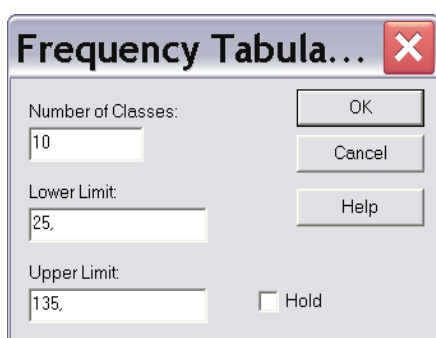 Frequency Tabula...
Number of Classes:
10
OK
Cancel
Lower Limit:
25,
Help
Upper Limit:
135,
Hold